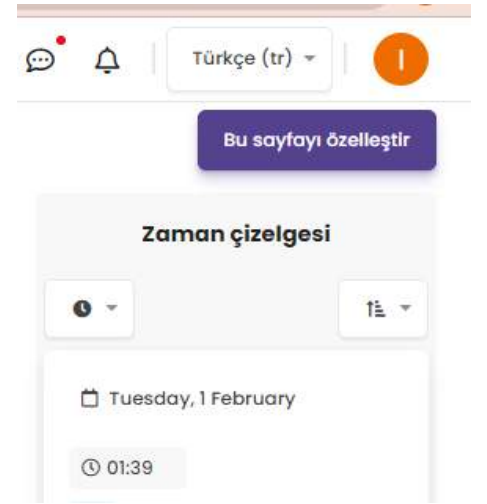 Türkçe (tr)
I
Bu sayfayı özelleştir
Zaman çizelgesi
Tuesday, 1 February
01:39